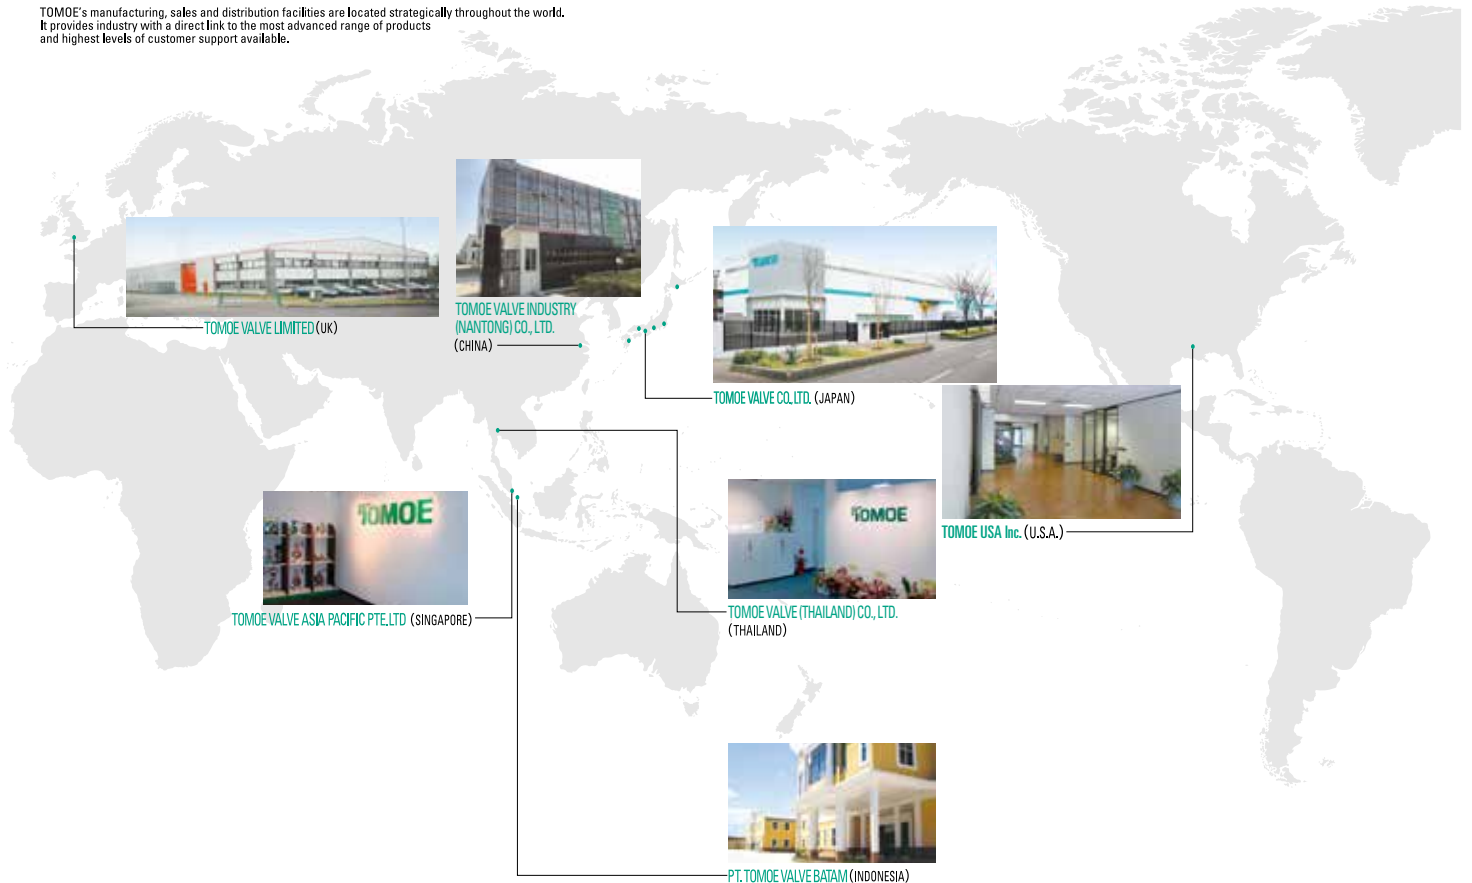 TOMOE's manufacturing, sales and distribution facilities are located strategically throughout the world.
It provides industry with a direct link to the most advanced range of products
and highest levels of customer support available.
TOMOE VALVE LIMITED (UK)
TOMOE VALVE INDUSTRY
(NANTONG) CO., LTD.
(CHINA)
TOMOE
TOMOE VALVE CO., LTD. (JAPAN)
TOMOE USA Inc. (U.S.A.)
TOMOE
TOMOE VALVE ASIA PACIFIC PTE.LTD (SINGAPORE)
TOMOE
TOMOE VALVE (THAILAND) CO., LTD.
(THAILAND)
PT. TOMOE VALVE BATAM (INDONESIA)